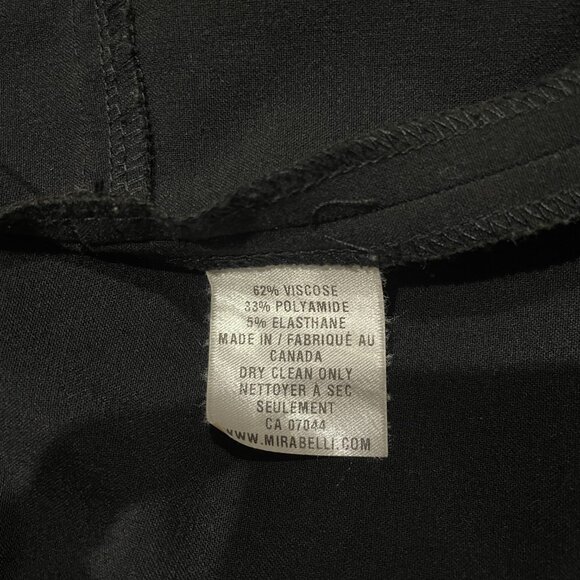 62% VISCOSE
33% POLYAMIDE
5% ELASTHANE
MADE IN / FABRIQUÉ AU
CANADA
DRY CLEAN ONLY
NETTOYER À SEC
SEULEMENT
CA 07044
WWW.MIRABELLI.COM